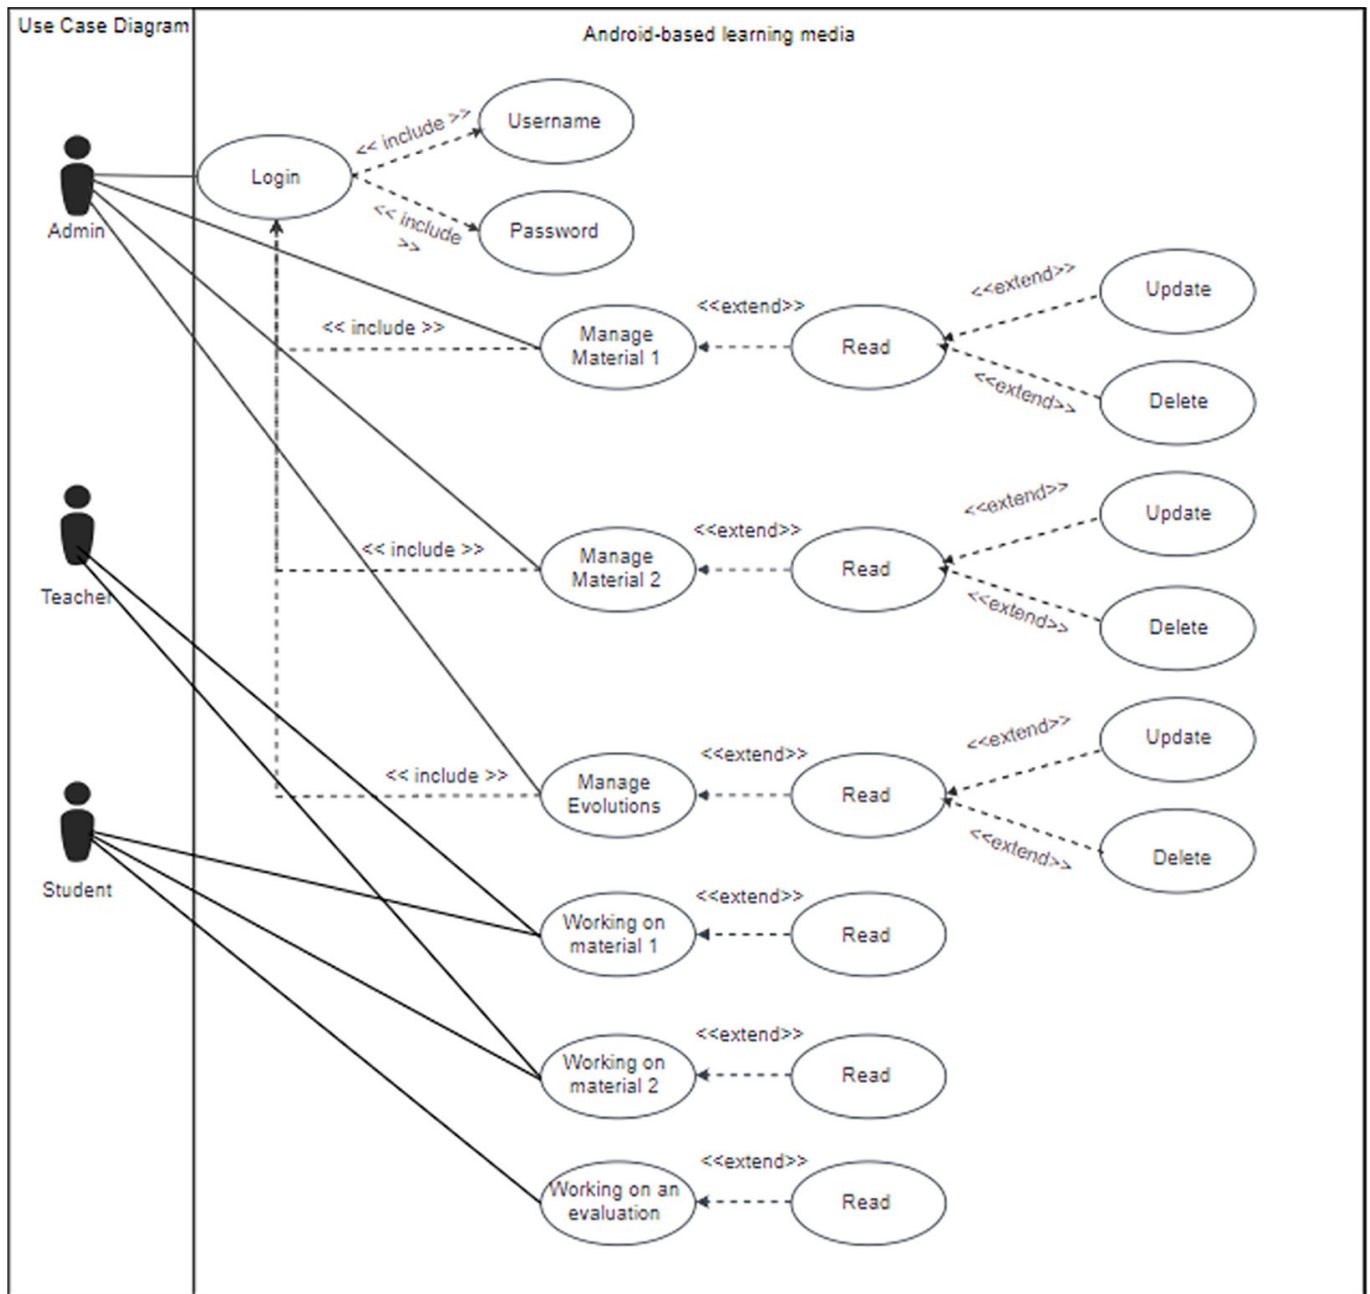 Use Case Diagram
Android-based learning media
Username
<< include >>
Login
Admin
<< include
>>
Password
<<extend>>
Update
<<extend>>
<< include >>
Manage
Material 1
Read
<<extend>>
Delete
<<extend>>
Update
<<extend>>
<< include >>
Manage
Material 2
Read
Teacher
<<extend>>
Delete
<<extend>>
Update
<<extend>>
<< include >>
Manage
Evolutions
Read
<<extend>>
Delete
Student
<<extend>>
Working on
material 1
Read
<<extend>>
Working on
material 2
Read
<<extend>>
Working on an
evaluation
Read